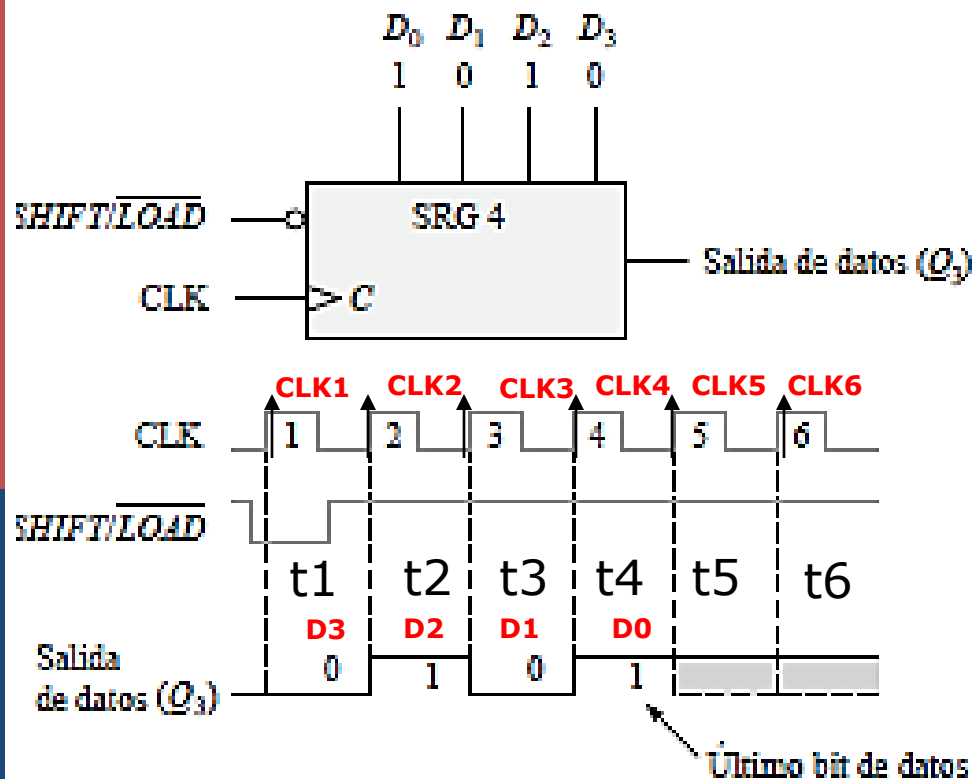 D0 D1 D2 D3
1 0 1 0
SHIFT/LOAD
SRG 4
Salida de datos (Q3)
CLK
C
CLK1 CLK2 CLK3 CLK4 CLK5 CLK6
CLK
1 2 3 4 5 6
SHIFT/LOAD
t1 t2 t3 t4 t5 t6
D3 D2 D1 D0
Salida
de datos (Q3)
0 1 0 1
Último bit de datos